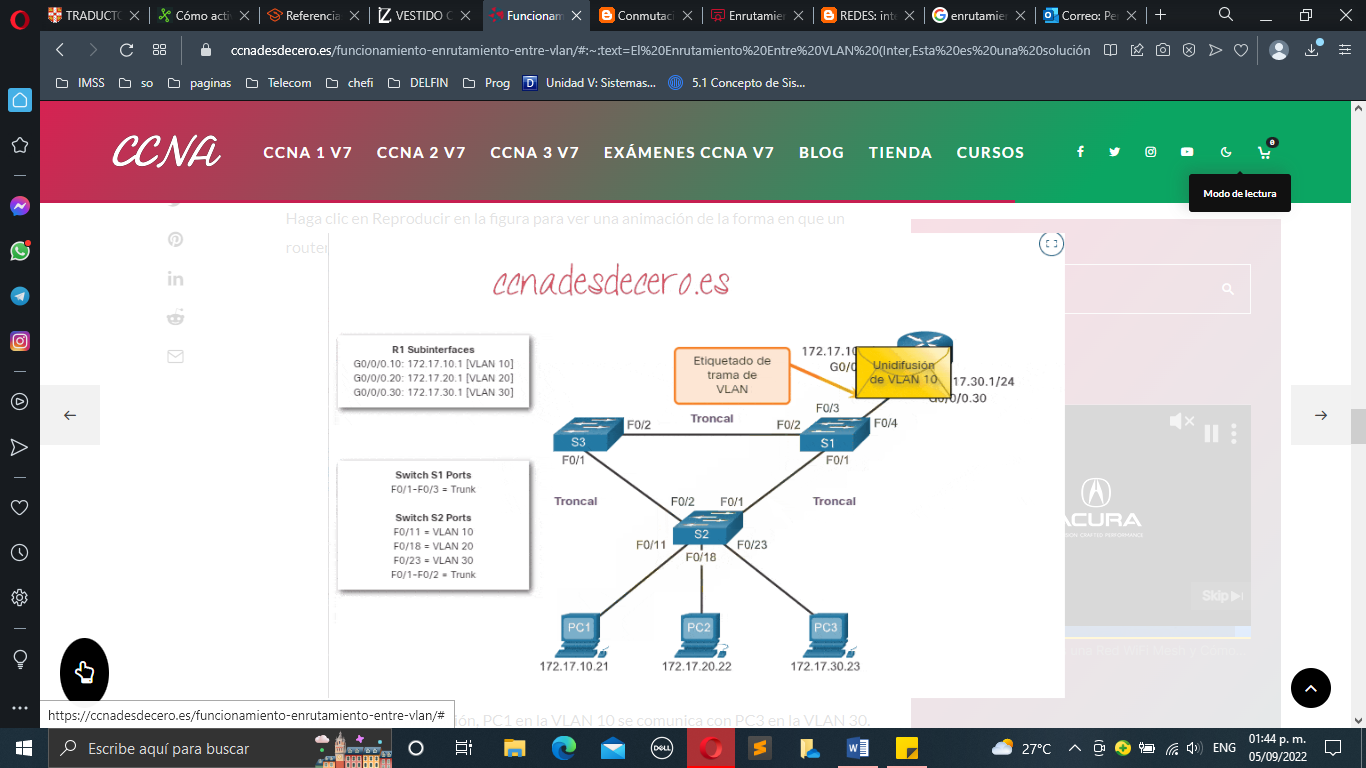 TRADUCTO
Cómo activ
Referencia
VESTIDO C
Funcionam
Conmutaci
Enrutamier
REDES: inte
enrutamier
Correo: Per
ccnadesdecero.es/funcionamiento-enrutamiento-entre-vlan/#:~:text=El%20Enrutamiento%20Entre%20VLAN%20(Inter,Esta%20es%20una%20solución
IMSS
so
paginas
Telecom
chefi
DELFIN
Prog
Unidad V: Sistemas...
5.1 Concepto de Sis...
CCNA
CCNA 1 V7
CCNA 2 V7
CCNA 3 V7
EXÁMENES CCNA V7
BLOG
TIENDA
CURSOS
0
Modo de lectura
Haga clic en Reproducir en la figura para ver una animación de la forma en que un
router
ccnadesdecero.es
R1 Subinterfaces
G0/0/0.10: 172.17.10.1 [VLAN 10]
G0/0/0.20: 172.17.20.1 [VLAN 20]
G0/0/0.30: 172.17.30.1 [VLAN 30]
Etiquetado de
trama de
VLAN
172.17.10
G0/0
Unidifusión
de VLAN 10
17.30.1/24
G0/0/0.30
F0/3
F0/4
Troncal
F0/2
F0/2
S3
S1
F0/1
F0/1
Switch S1 Ports
F0/1-F0/3 = Trunk
Switch S2 Ports
F0/11 = VLAN 10
F0/18 = VLAN 20
F0/23 = VLAN 30
F0/1-F0/2 = Trunk
Troncal
F0/2
F0/1
Troncal
S2
F0/11
F0/18
F0/23
PC1
PC2
PC3
172.17.10.21
172.17.20.22
172.17.30.23
ACURA
Skip
https://ccnadesdecero.es/funcionamiento-enrutamiento-entre-vlan/#
ión, PC1 en la VLAN 10 se comunica con PC3 en la VLAN 30.
Escribe aquí para buscar
DELL
27°C
ENG
01:44 p. m.
05/09/2022